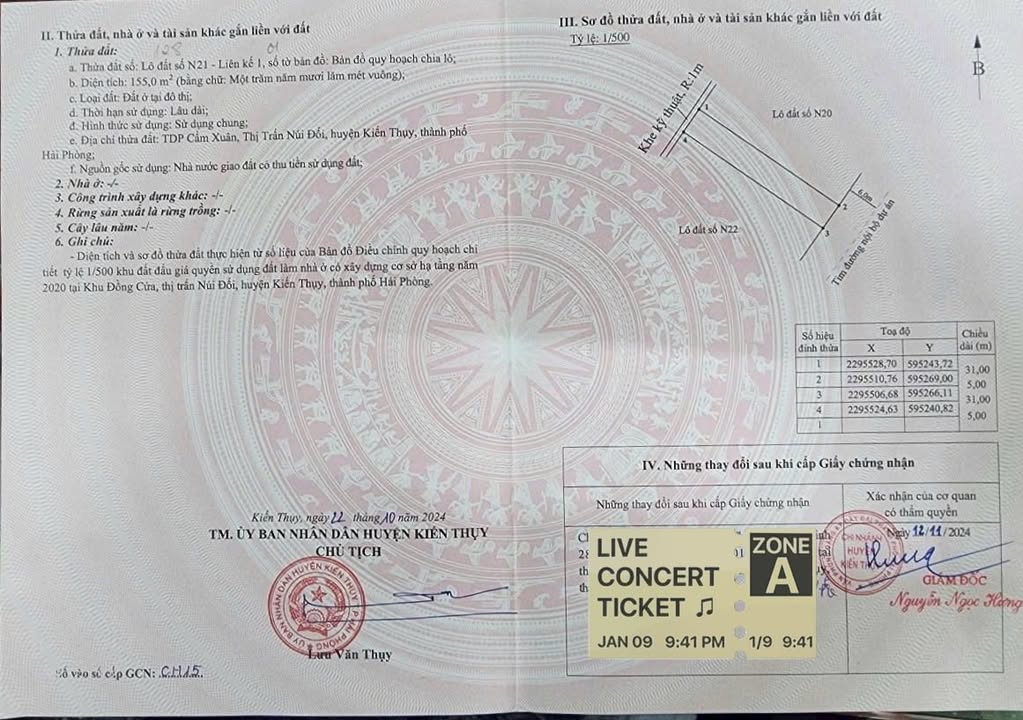 II. Thửa đất, nhà ở và tài sản khác gắn liền với đất
1. Thửa đất: 128 01
a. Thửa đất số: Lô đất số N21 - Liên kế 1, số tờ bản đồ: Bản đồ quy hoạch chia lô;
b. Diện tích: 155,0 m² (bằng chữ: Một trăm năm mươi lăm mét vuông);
c. Loại đất: Đất ở tại đô thị;
d. Thời hạn sử dụng: Lâu dài;
đ. Hình thức sử dụng: Sử dụng chung;
e. Địa chỉ thửa đất: TDP Cẩm Xuân, Thị Trấn Núi Đối, huyện Kiến Thụy, thành phố
Hải Phòng;
f. Nguồn gốc sử dụng: Nhà nước giao đất có thu tiền sử dụng đất;
2. Nhà ở: -/-
3. Công trình xây dựng khác: -/-
4. Rừng sản xuất là rừng trồng: -/-
5. Cây lâu năm: -/-
6. Ghi chú:
- Diện tích và sơ đồ thửa đất thực hiện từ số liệu của Bản đồ Điều chỉnh quy hoạch chi
tiết tỷ lệ 1/500 khu đất đấu giá quyền sử dụng đất làm nhà ở có xây dựng cơ sở hạ tầng năm
2020 tại Khu Đồng Cửa, thị trấn Núi Đối, huyện Kiến Thụy, thành phố Hải Phòng.
Kiến Thụy, ngày 22 tháng 10 năm 2024
TM. ỦY BAN NHÂN DÂN HUYỆN KIẾN THỤY
CHỦ TỊCH
Lưu Văn Thụy
Số vào sổ cấp GCN: CH15
III. Sơ đồ thửa đất, nhà ở và tài sản khác gắn liền với đất
Tỷ lệ: 1/500
B
Khe kỹ thuật, R:1m
Lô đất số N20
1
4
2
3
6.0m
Lô đất số N22
Tim đường nội bộ dự án
Số hiệu đỉnh thửa Toạ độ Chiều dài (m)
X Y
1 2295528,70 595243,72
31,00
2 2295510,76 595269,00
5,00
3 2295506,68 595266,11
31,00
4 2295524,63 595240,82
5,00
1
IV. Những thay đổi sau khi cấp Giấy chứng nhận
Những thay đổi sau khi cấp Giấy chứng nhận
Xác nhận của cơ quan
có thẩm quyền
Ngày 12/11/2024
CHI NHÁNH
HUYỆN
KIẾN THỤY
GIÁM ĐỐC
Nguyễn Ngọc Hưng
LIVE
CONCERT
TICKET ♫
JAN 09 9:41 PM
ZONE
A
1/9 9:41